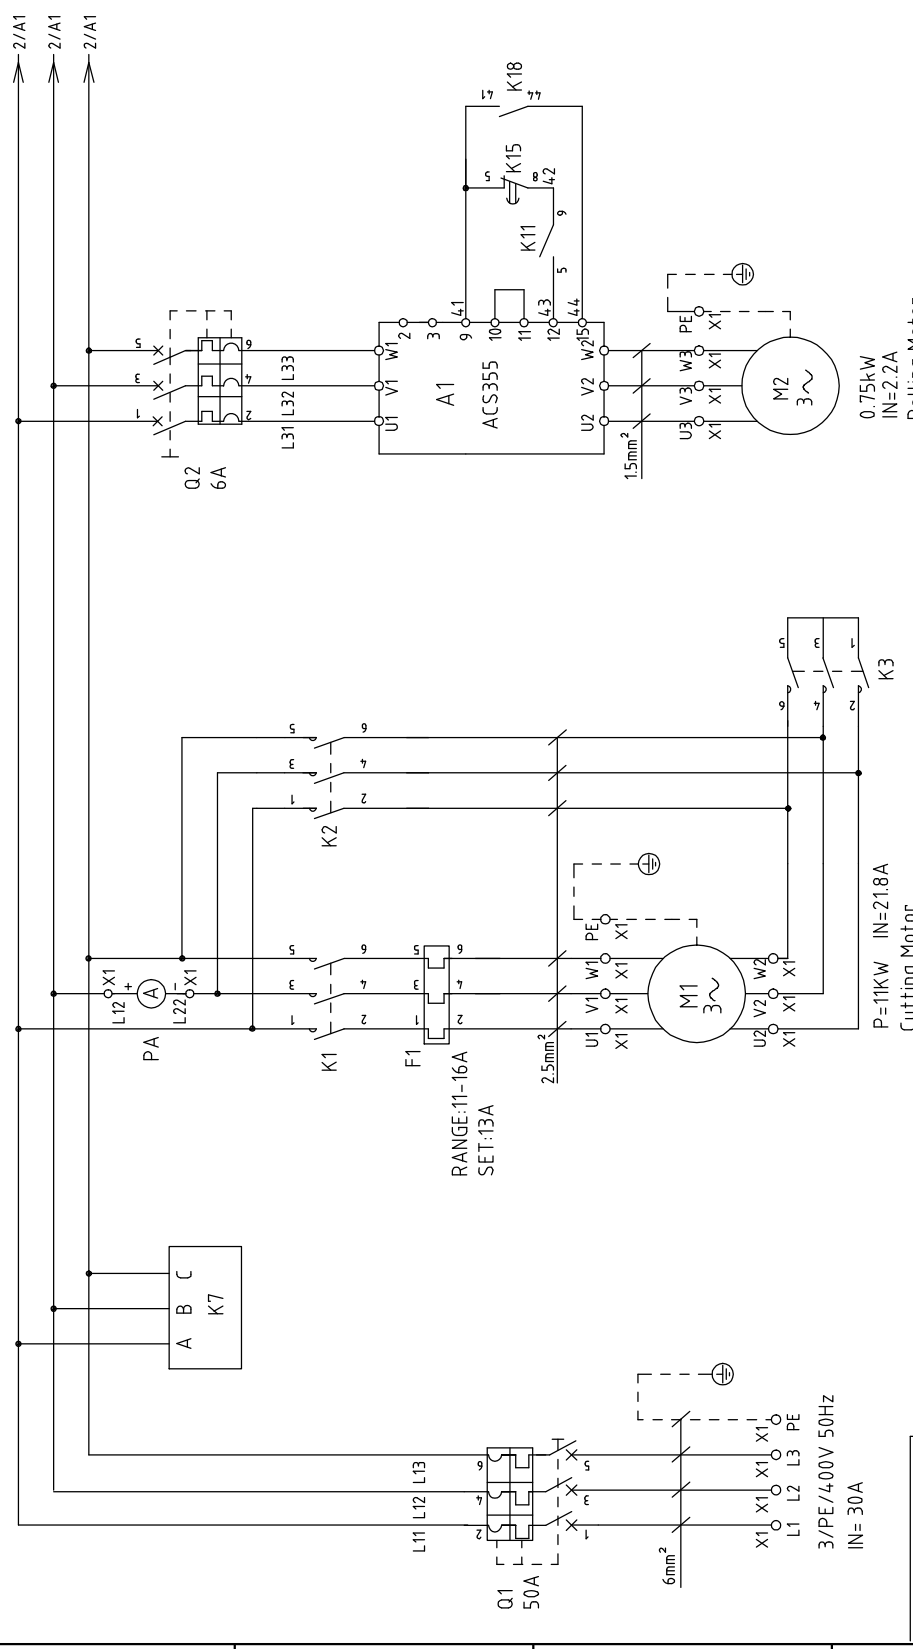 2/A1
2/A1
2/A1
L11
L12
L13
2
4
6
Q1
50A
1
3
5
6mm²
X1
X1
X1
X1
L1
L2
L3
PE
3/PE/400V 50Hz
IN= 30A
A
B
C
K7
PA
L12
X1
+
A
L22
-
X1
K1
1
3
5
2
4
6
F1
1
3
5
2
4
6
RANGE:11-16A
SET:13A
2.5mm²
U1
V1
W1
PE
X1
X1
X1
X1
M1
3~
U2
V2
W2
X1
X1
X1
P=11KW IN=21.8A
Cutting Motor
K2
1
3
5
2
4
6
K3
6
4
2
5
3
1
Q2
6A
1
3
5
2
4
6
L31
L32
L33
U1
V1
W1
A1
ACS355
2
3
9
10
11
12
15
41
43
44
U2
V2
W2
K11
5
9
K15
5
8
42
K18
41
44
1.5mm²
U3
V3
W3
PE
X1
X1
X1
X1
M2
3~
0.75kW
IN=2.2A